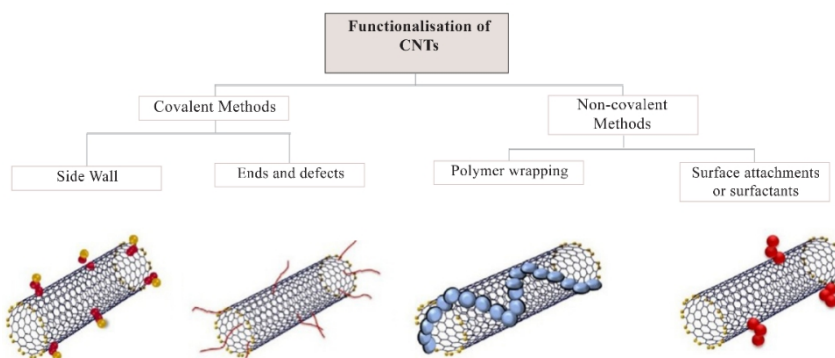 Functionalisation of
CNTs
Covalent Methods
Non-covalent
Methods
Side Wall
Ends and defects
Polymer wrapping
Surface attachments
or surfactants